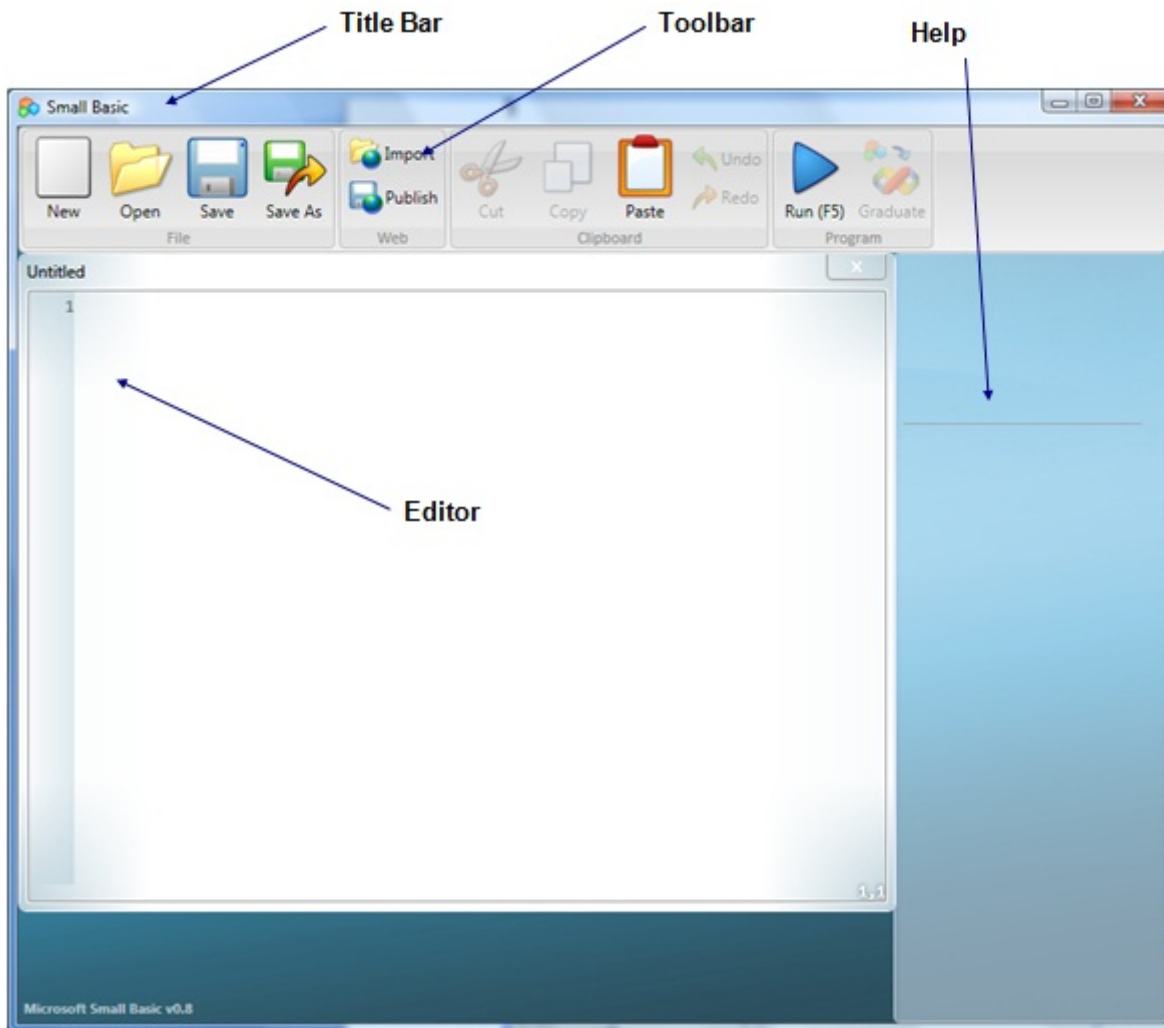 Title Bar
Toolbar
Help
Small Basic
New
Open
Save
Save As
File
Import
Publish
Web
Cut
Copy
Paste
Undo
Redo
Clipboard
Run (F5)
Graduate
Program
Untitled
1
Editor
1,1
Microsoft Small Basic v0.8